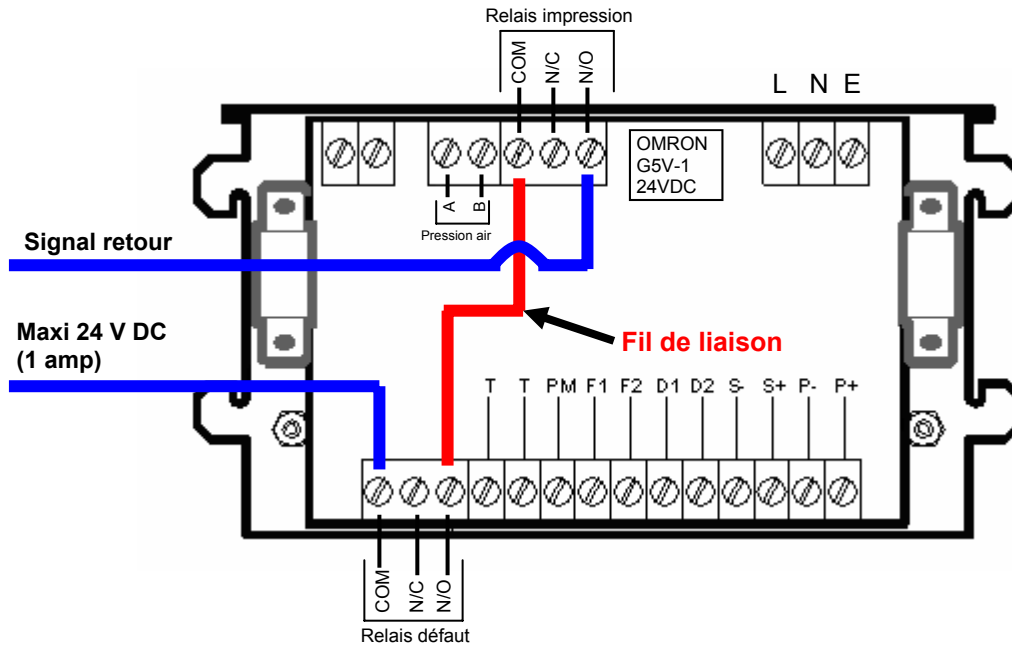 Relais impression
COM
N/C
N/O
L N E
OMRON
G5V-1
24VDC
A
B
Pression air
Signal retour
Maxi 24 V DC
(1 amp)
Fil de liaison
T T PM F1 F2 D1 D2 S- S+ P- P+
COM
N/C
N/O
Relais défaut